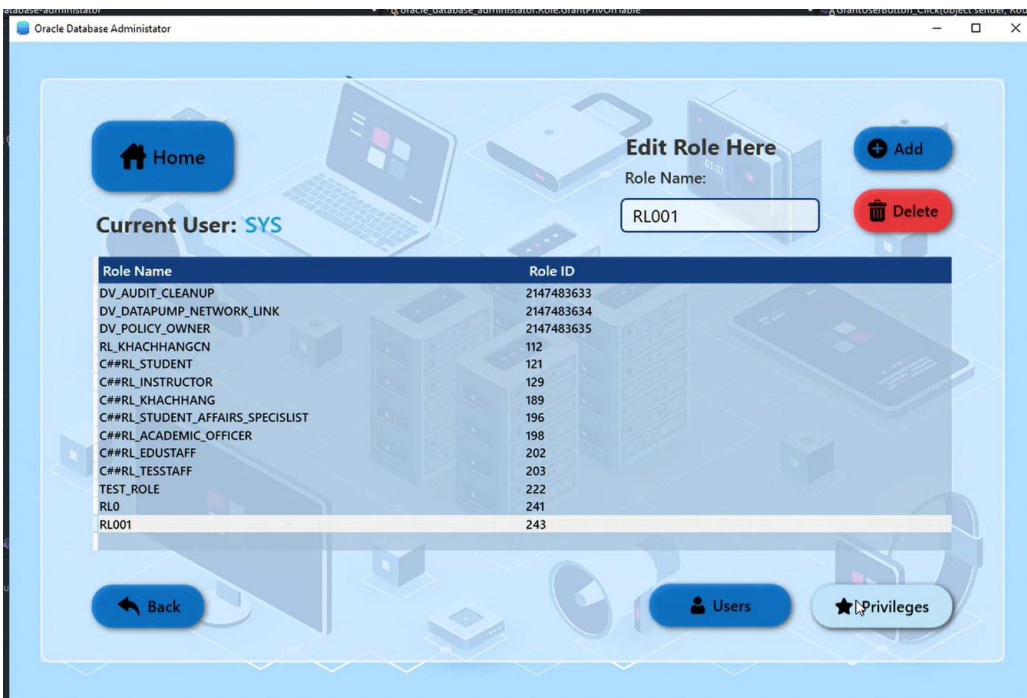 Oracle Database Administator
Home
Edit Role Here
Add
Role Name:
RL001
Delete
Current User: SYS
Role Name Role ID
DV_AUDIT_CLEANUP 2147483633
DV_DATAPUMP_NETWORK_LINK 2147483634
DV_POLICY_OWNER 2147483635
RL_KHACHHANGCN 112
C##RL_STUDENT 121
C##RL_INSTRUCTOR 129
C##RL_KHACHHANG 189
C##RL_STUDENT_AFFAIRS_SPECISLIST 196
C##RL_ACADEMIC_OFFICER 198
C##RL_EDUSTAFF 202
C##RL_TESSTAFF 203
TEST_ROLE 222
RL0 241
RL001 243
Back
Users
Privileges